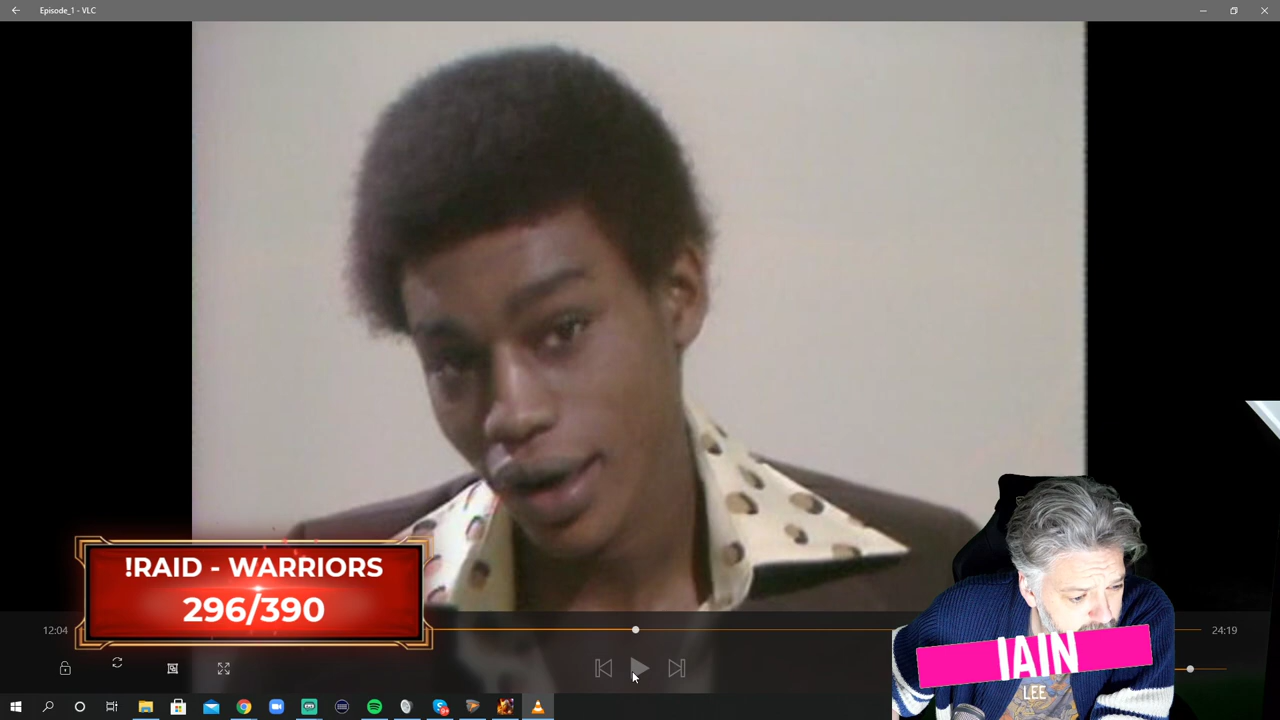 Episode_1 - VLC
!RAID - WARRIORS
296/390
12:04
24:19
IAIN
LEE